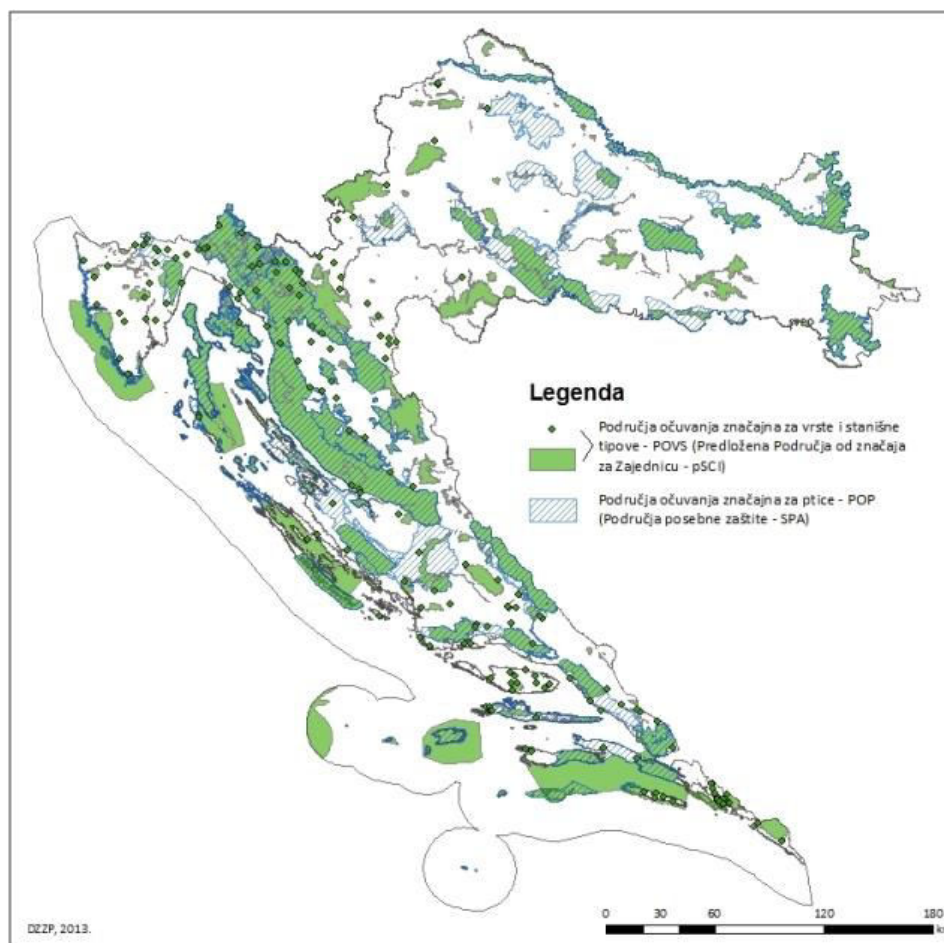 Legenda
Područja očuvanja značajna za vrste i stanišne
tipove - POVS (Predložena Područja od značaja
za Zajednicu - pSCI)
Područja očuvanja značajna za ptice - POP
(Područja posebne zaštite - SPA)
DZZP, 2013.
0 30 60 120 180